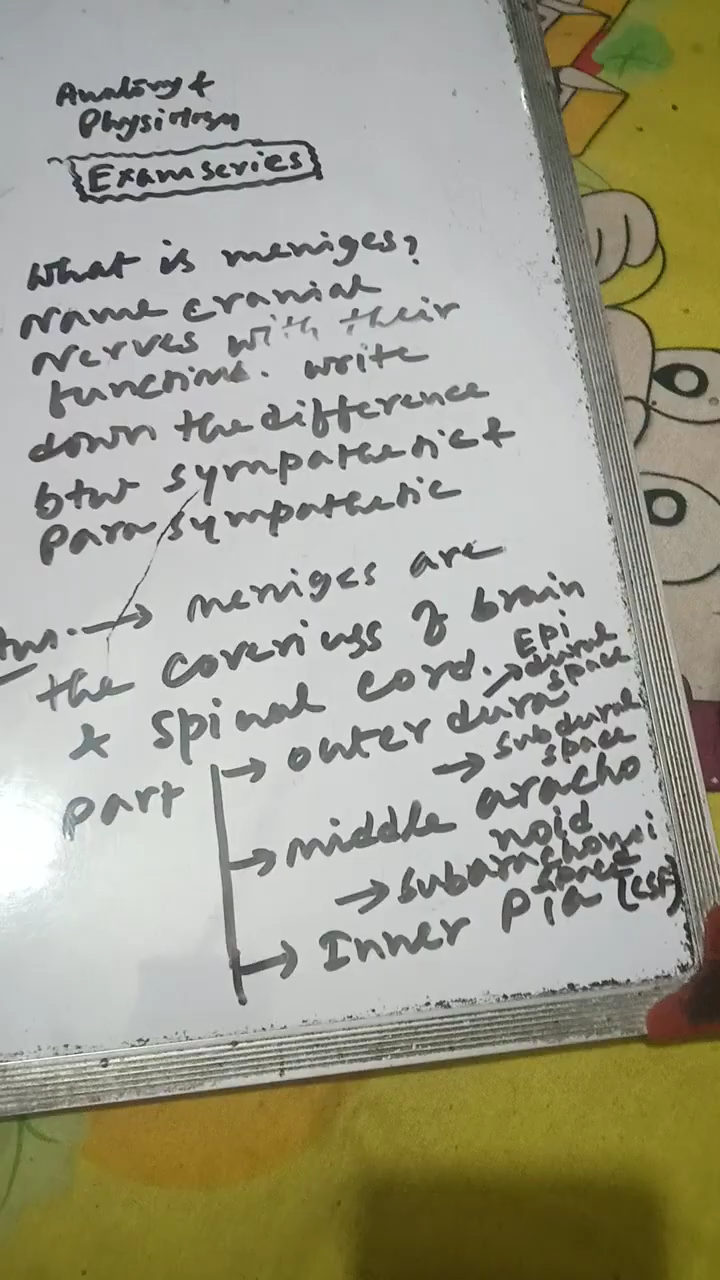 Anatomy &
Physiology
Exam series
What is meniges?
Name cranial
Nerves with their
functions. write
down the difference
btw sympathetic &
Parasympathetic
Ans. → meniges are
the coverings of brain
& spinal cord.
part
→ outer dura → Epi
dural
space
→ subdural
space
→ middle aracho
noid
→ subarachonoi
space
→ Inner Pia (CSF)